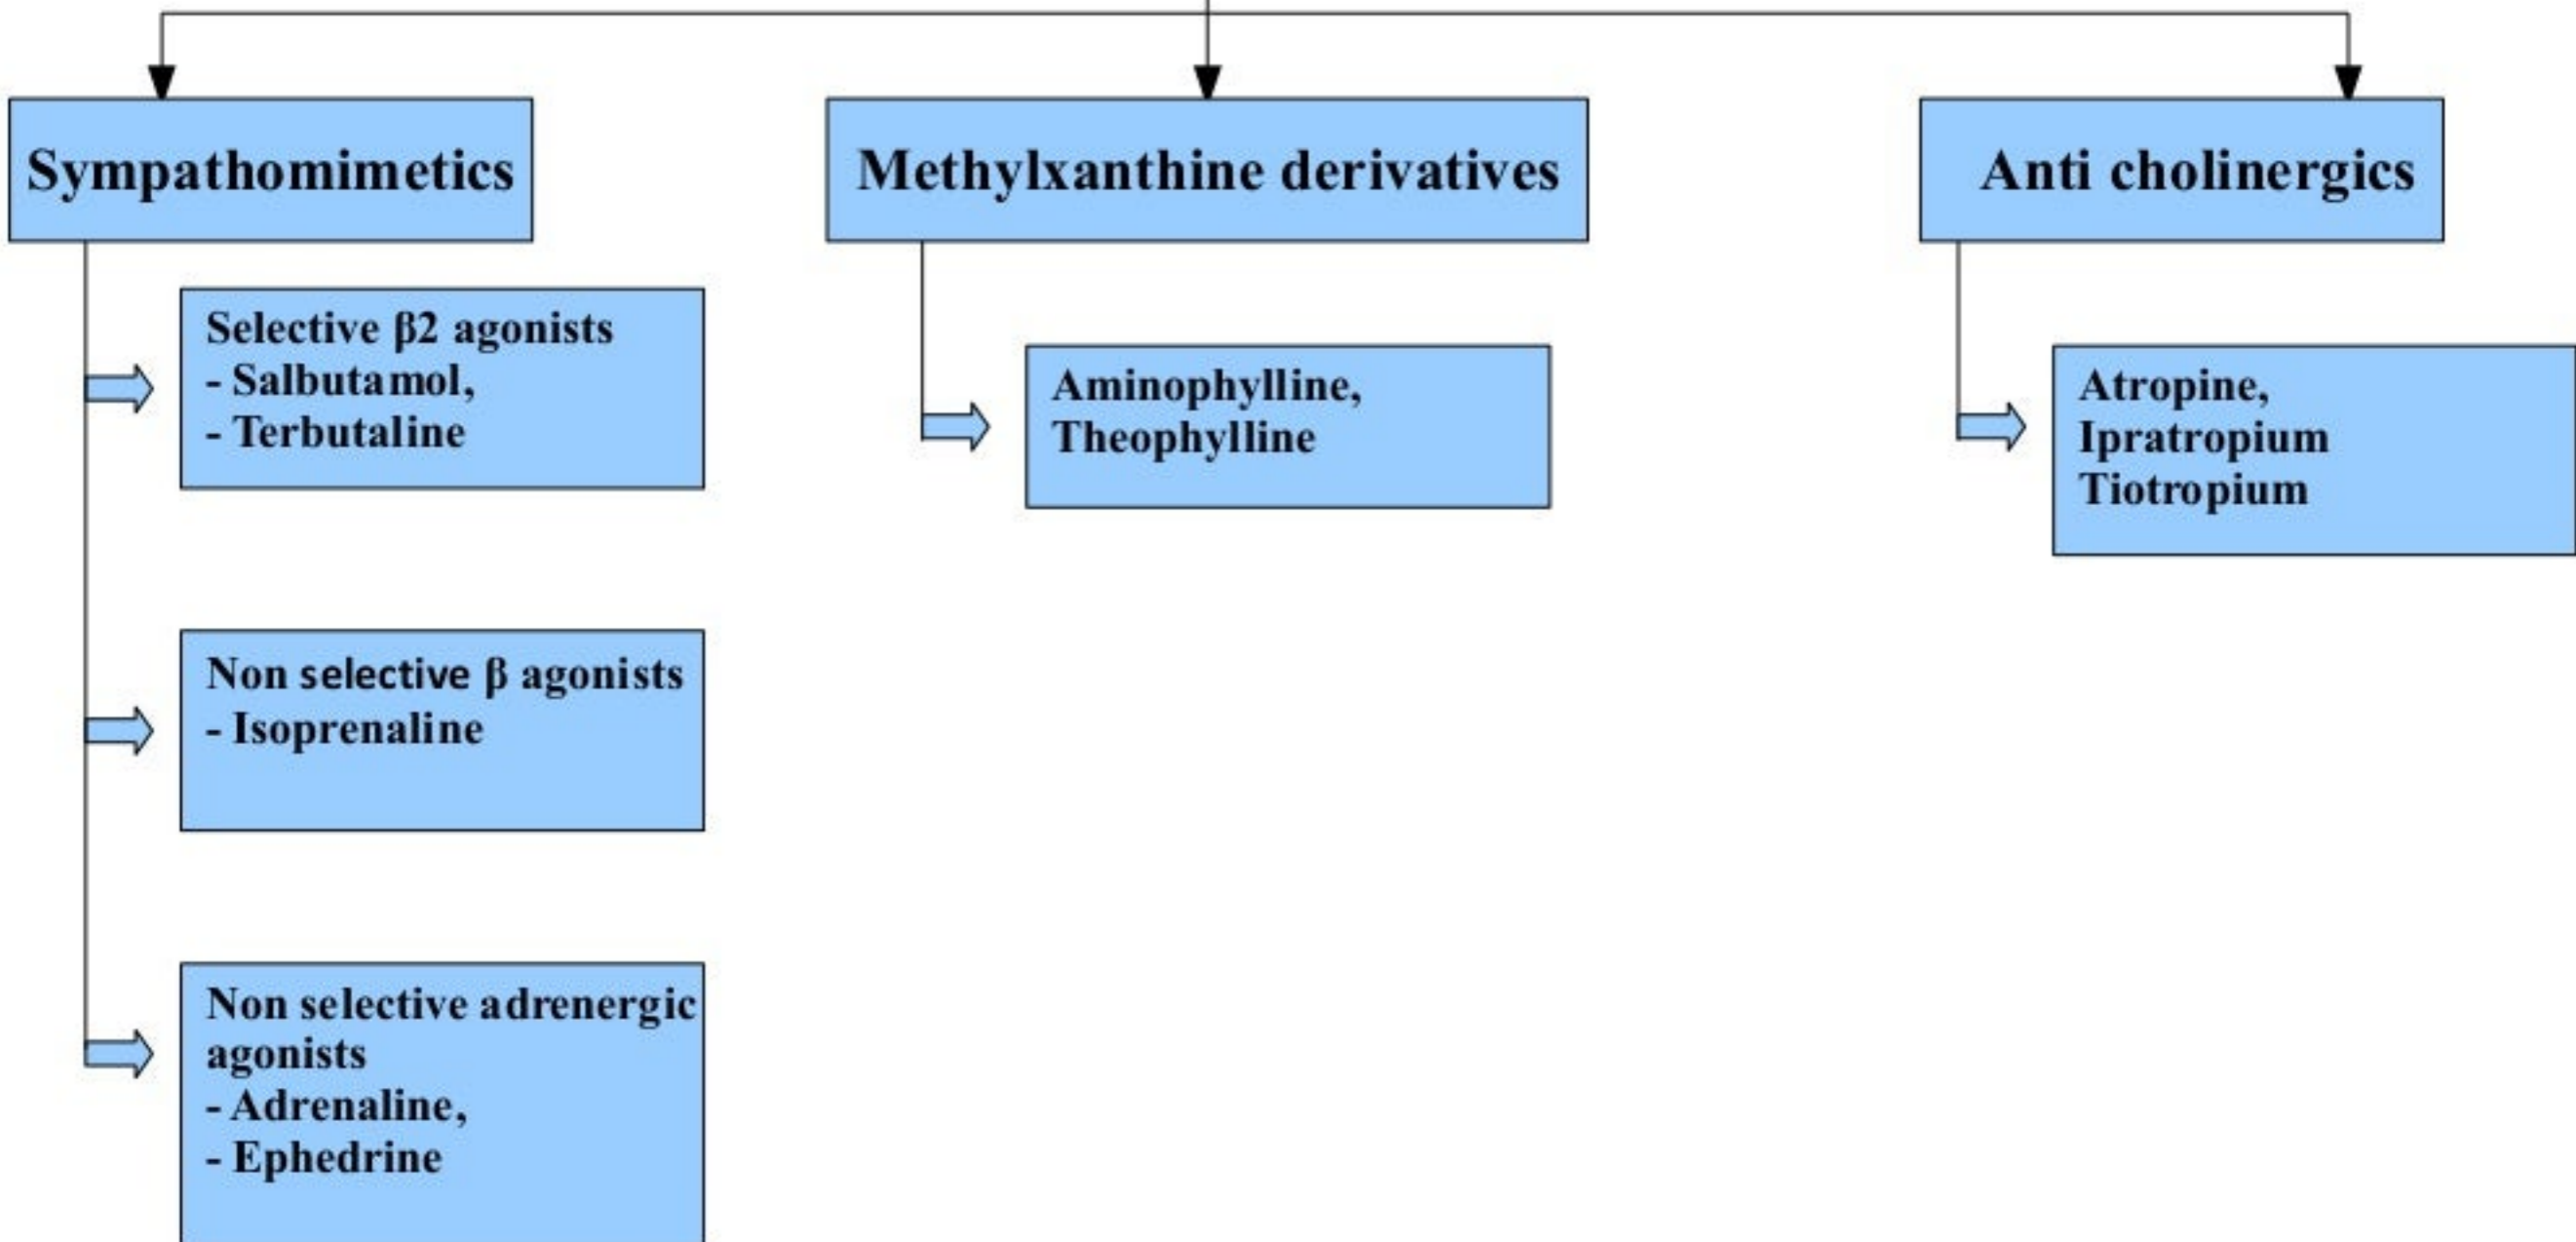 Sympathomimetics
Selective β2 agonists
- Salbutamol,
- Terbutaline
Non selective β agonists
- Isoprenaline
Non selective adrenergic
agonists
- Adrenaline,
- Ephedrine
Methylxanthine derivatives
Aminophylline,
Theophylline
Anti cholinergics
Atropine,
Ipratropium
Tiotropium